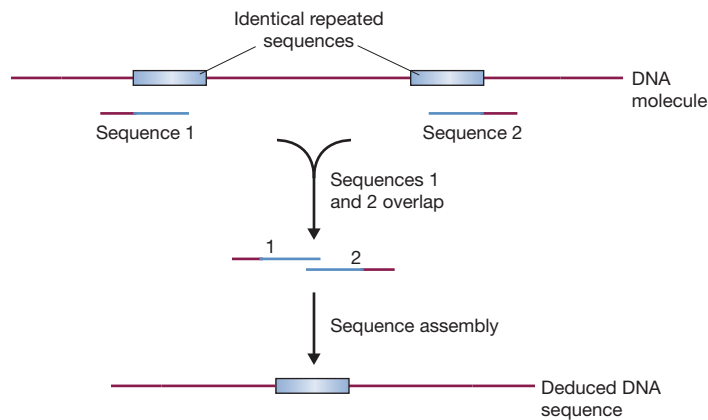 Identical repeated
sequences
DNA
molecule
Sequence 1
Sequence 2
Sequences 1
and 2 overlap
1
2
Sequence assembly
Deduced DNA
sequence